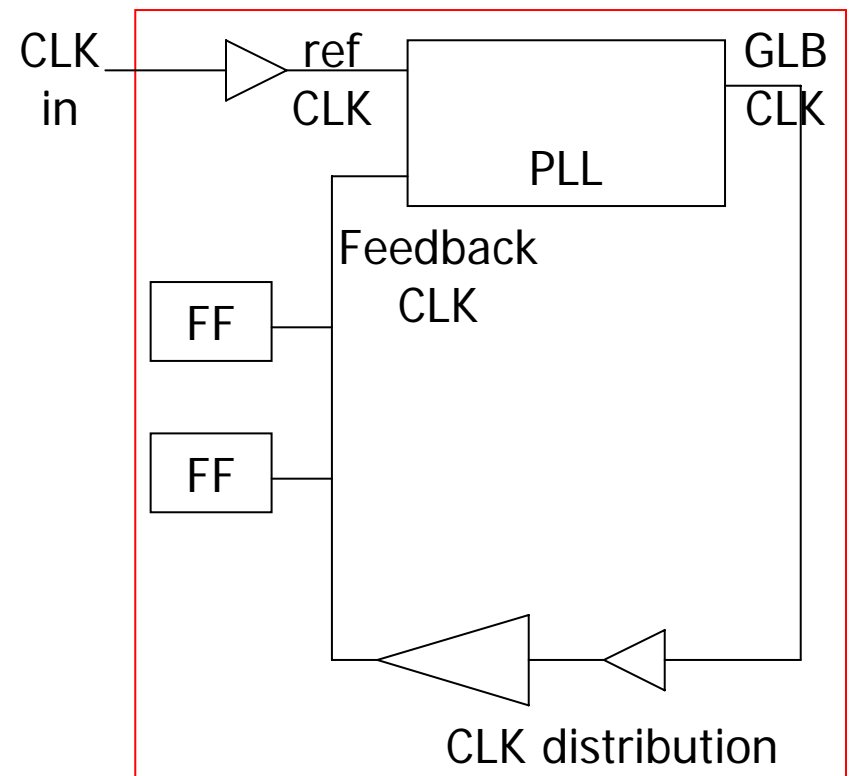 CLK
in
ref
CLK
GLB
CLK
PLL
Feedback
CLK
FF
FF
CLK distribution